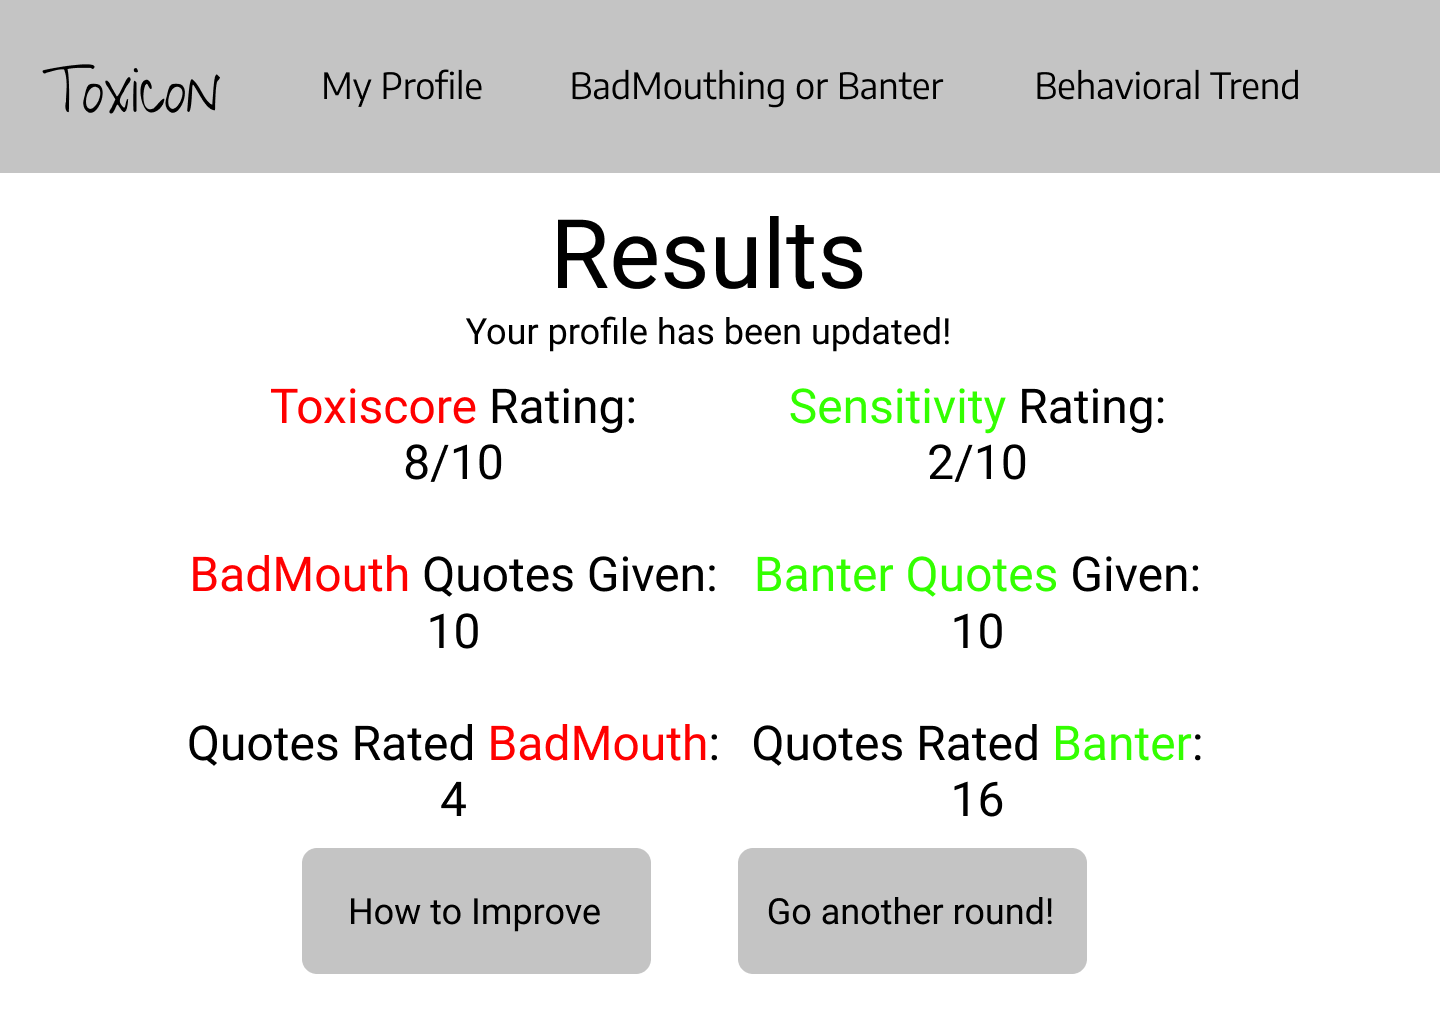 Toxicon
My Profile
BadMouthing or Banter
Behavioral Trend
Results
Your profile has been updated!
Toxiscore Rating:
8/10
Sensitivity Rating:
2/10
BadMouth Quotes Given:
10
Banter Quotes Given:
10
Quotes Rated BadMouth:
4
Quotes Rated Banter:
16
How to Improve
Go another round!